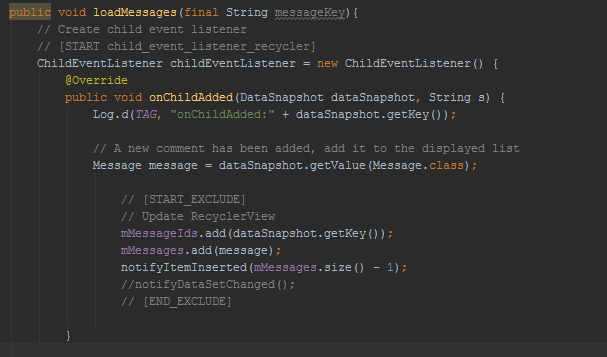 public void loadMessages(final String messageKey){
// Create child event listener
// [START child_event_listener_recycler]
ChildEventListener childEventListener = new ChildEventListener() {
@Override
public void onChildAdded(DataSnapshot dataSnapshot, String s) {
Log.d(TAG, "onChildAdded:" + dataSnapshot.getKey());
// A new comment has been added, add it to the displayed list
Message message = dataSnapshot.getValue(Message.class);
// [START_EXCLUDE]
// Update RecyclerView
mMessageIds.add(dataSnapshot.getKey());
mMessages.add(message);
notifyItemInserted(mMessages.size() - 1);
//notifyDataSetChanged();
// [END_EXCLUDE]
}